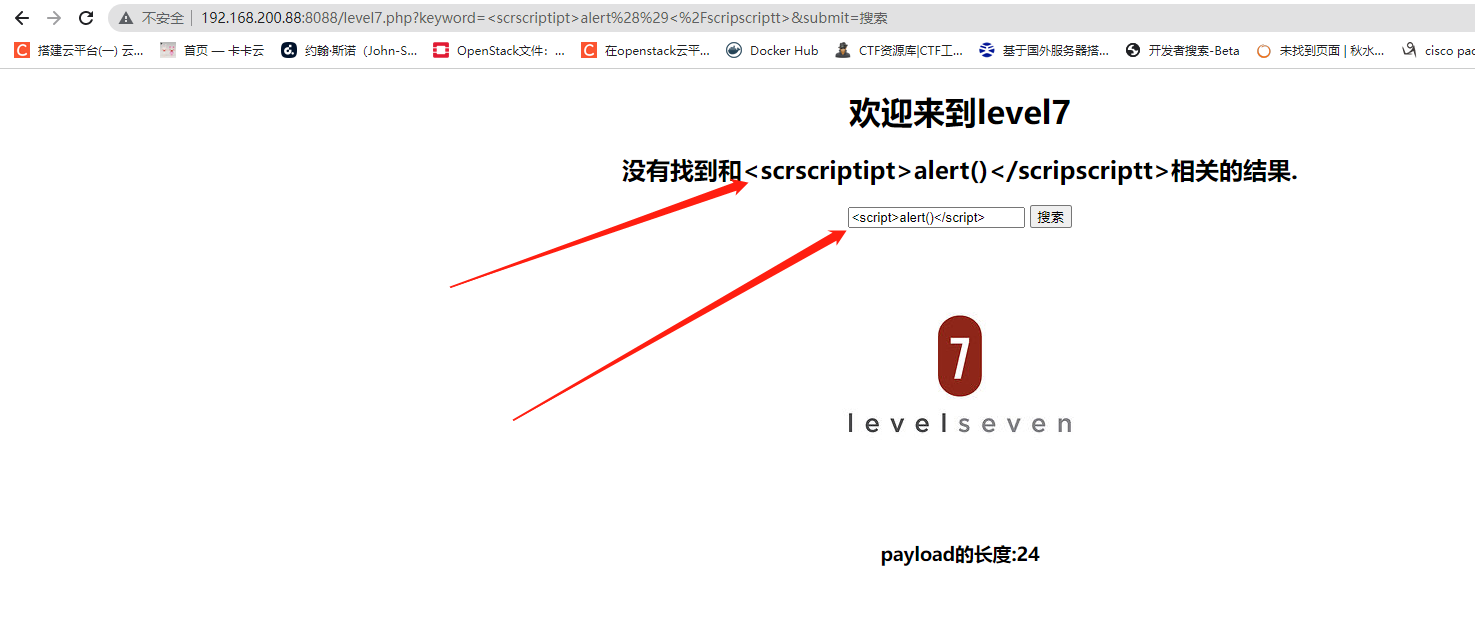 不安全 192.168.200.88:8088/level7.php?keyword=<scrscriptipt>alert%28%29<%2Fscripscriptt>&submit=搜索
搭建云平台(一) 云... 首页 — 卡卡云 约翰·斯诺（John-S... OpenStack文件：... 在openstack云平... Docker Hub CTF资源库|CTF工... 基于国外服务器搭... 开发者搜索-Beta 未找到页面 | 秋水... cisco pac
欢迎来到level7
没有找到和<scrscriptipt>alert()</scripscriptt>相关的结果.
<script>alert()</script> 搜索
7
levelseven
payload的长度:24